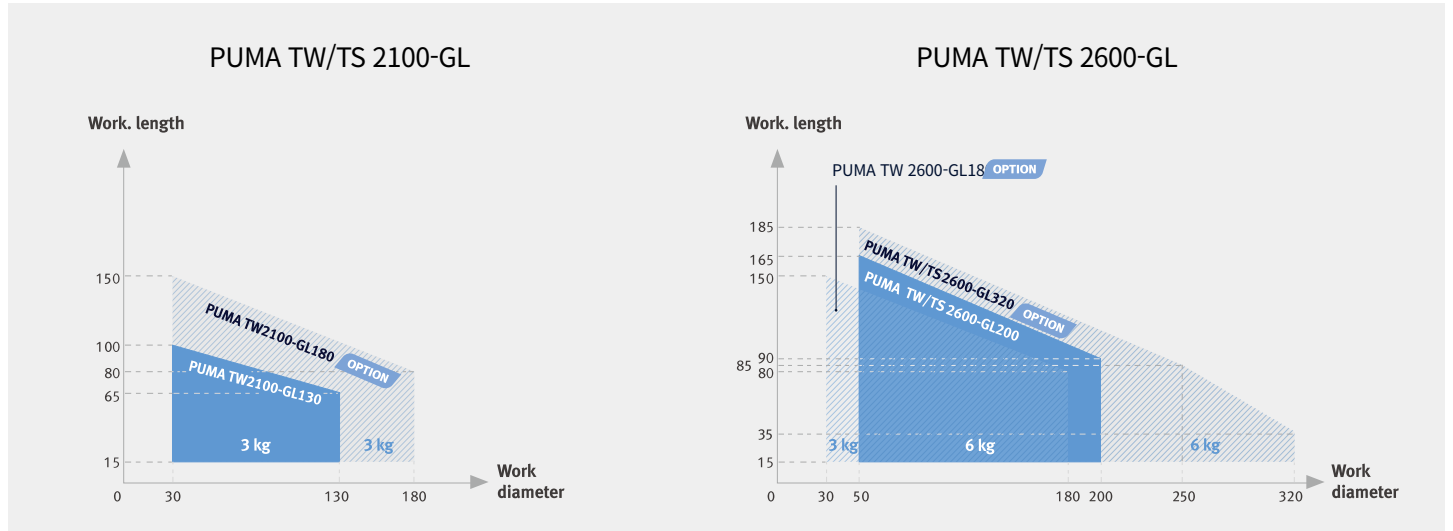 PUMA TW/TS 2100-GL
Work. length
150
100
80
65
15
0
30
130
180
PUMA TW2100-GL180
OPTION
PUMA TW2100-GL130
3 kg
3 kg
Work
diameter
PUMA TW/TS 2600-GL
Work. length
PUMA TW 2600-GL18
OPTION
185
165
150
90
85
80
35
15
0
30
50
180
200
250
320
PUMA TW/TS2600-GL320
OPTION
PUMA TW/TS 2600-GL200
3 kg
6 kg
6 kg
Work
diameter